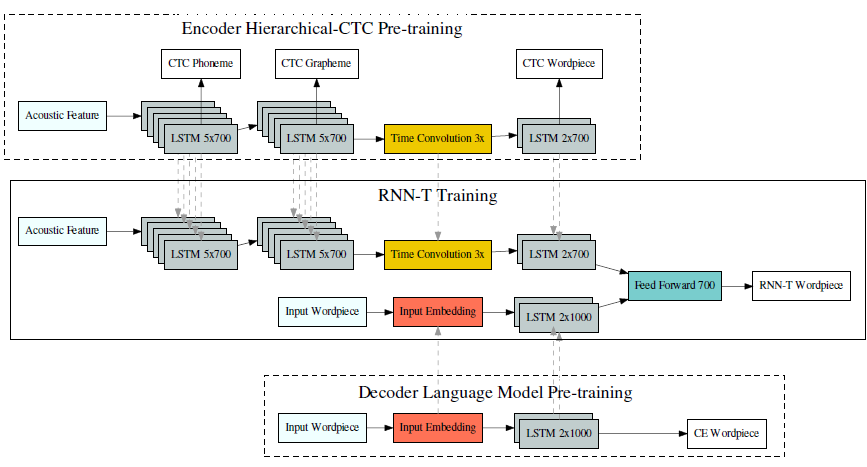 Encoder Hierarchical-CTC Pre-training
CTC Phoneme
CTC Grapheme
CTC Wordpiece
Acoustic Feature
LSTM 5x700
LSTM 5x700
Time Convolution 3x
LSTM 2x700
RNN-T Training
Acoustic Feature
LSTM 5x700
LSTM 5x700
Time Convolution 3x
LSTM 2x700
Feed Forward 700
RNN-T Wordpiece
Input Wordpiece
Input Embedding
LSTM 2x1000
Decoder Language Model Pre-training
Input Wordpiece
Input Embedding
LSTM 2x1000
CE Wordpiece